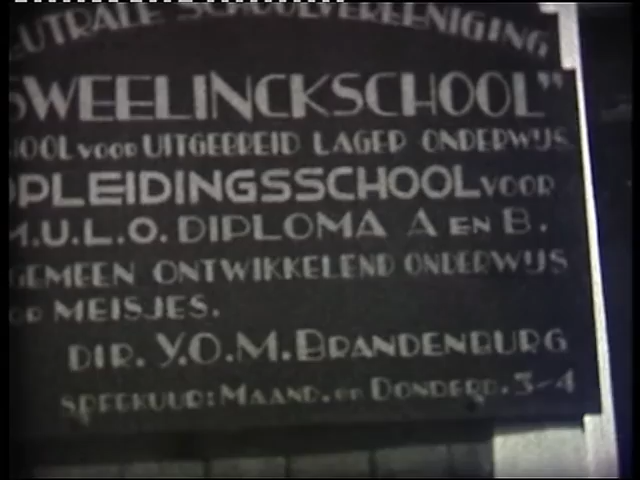 EUTRALE SCHOOLVEREENIGING
SWEELINCKSCHOOL"
HOOL voor UITGEBREID LAGER ONDERWIJS
OPLEIDINGSSCHOOL VOOR
M.U.L.O. DIPLOMA A EN B.
GEMEEN ONTWIKKELEND ONDERWIJS
OR MEISJES.
DIR. Y.O.M. BRANDENBURG
SPREEKUUR: MAAND. en DONDERD. 3-4